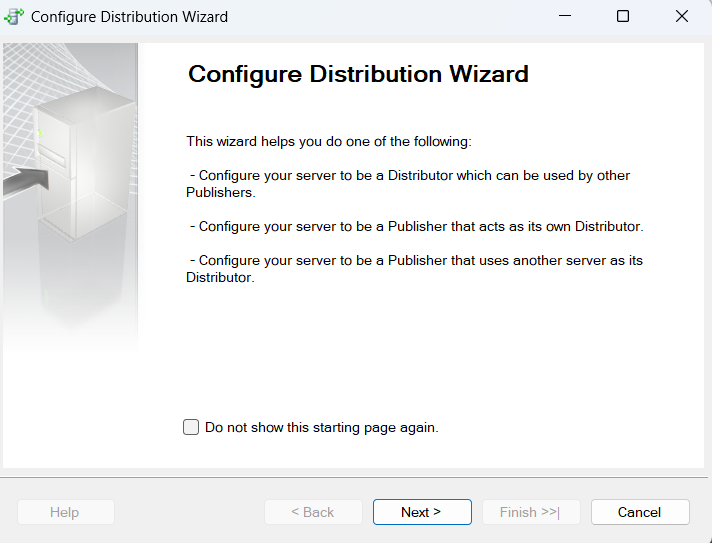 Configure Distribution Wizard
Configure Distribution Wizard
This wizard helps you do one of the following:
- Configure your server to be a Distributor which can be used by other
Publishers.
- Configure your server to be a Publisher that acts as its own Distributor.
- Configure your server to be a Publisher that uses another server as its
Distributor.
Do not show this starting page again.
Help
< Back
Next >
Finish >>|
Cancel